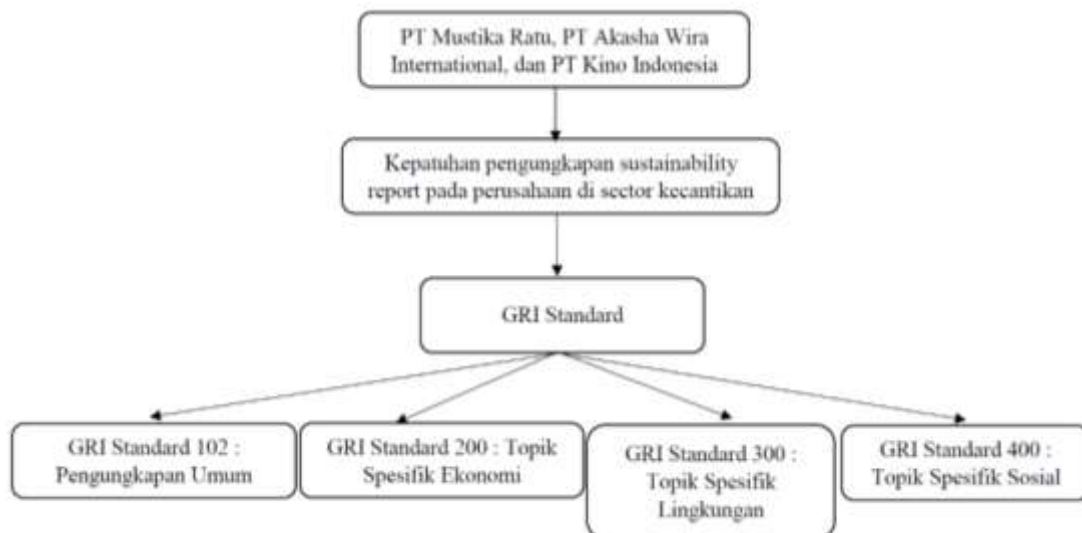 PT Mustika Ratu, PT Akasha Wira
International, dan PT Kino Indonesia
Kepatuhan pengungkapan sustainability
report pada perusahaan di sector kecantikan
GRI Standard
GRI Standard 102 :
Pengungkapan Umum
GRI Standard 200 : Topik
Spesifik Ekonomi
GRI Standard 300 :
Topik Spesifik
Lingkungan
GRI Standard 400 :
Topik Spesifik Sosial